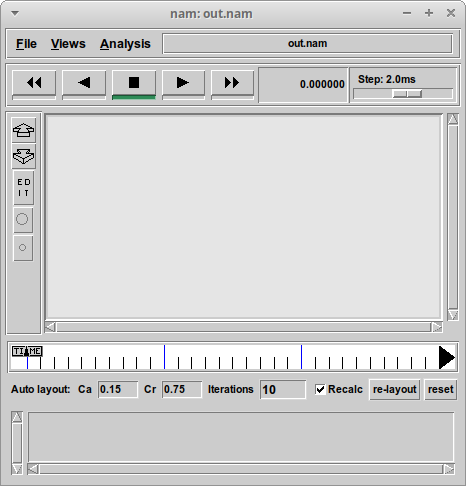 nam: out.nam
File Views Analysis out.nam
0.000000 Step: 2.0ms
E D
I T
TIME
Auto layout: Ca 0.15 Cr 0.75 Iterations 10 Recalc re-layout reset